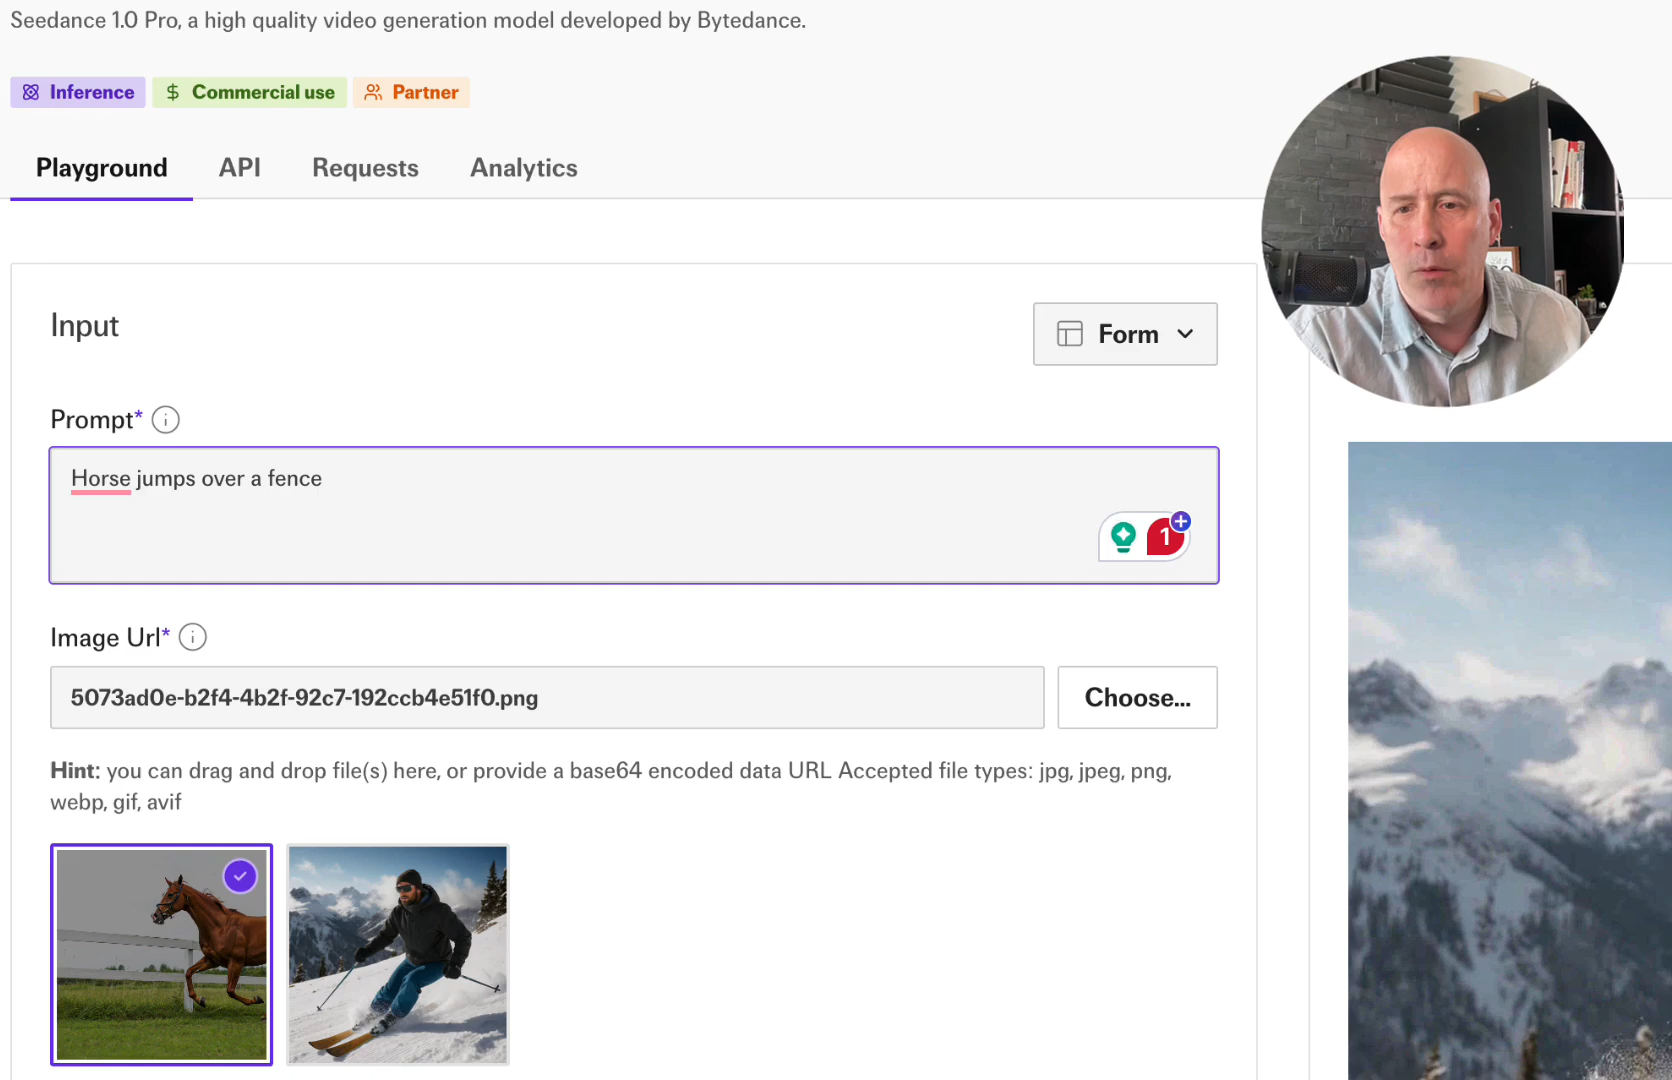 Seedance 1.0 Pro, a high quality video generation model developed by Bytedance.
Inference
Commercial use
Partner
Playground
API
Requests
Analytics
Input
Form
Prompt*
Horse jumps over a fence
1
Image Url*
5073ad0e-b2f4-4b2f-92c7-192ccb4e51f0.png
Choose...
Hint: you can drag and drop file(s) here, or provide a base64 encoded data URL Accepted file types: jpg, jpeg, png,
webp, gif, avif